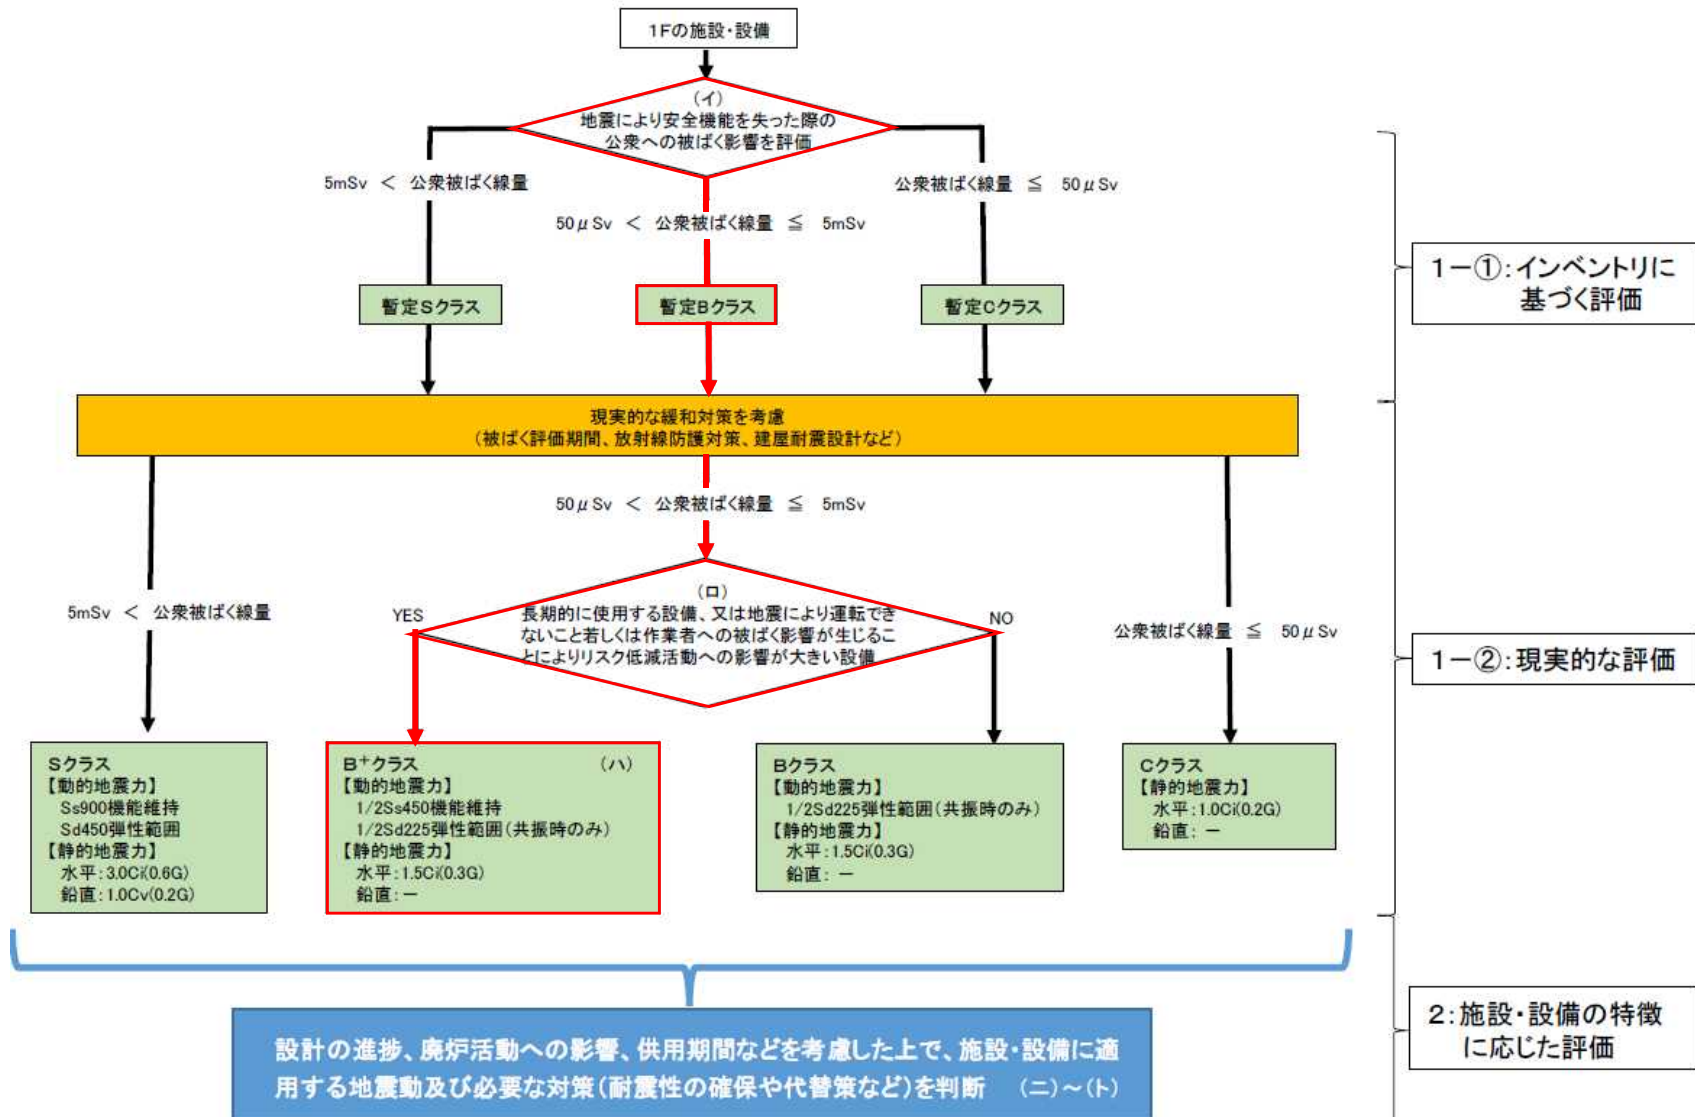 1Fの施設・設備
(イ)
地震により安全機能を失った際の
公衆への被ばく影響を評価
5mSv ＜ 公衆被ばく線量
50μSv ＜ 公衆被ばく線量 ≦ 5mSv
公衆被ばく線量 ≦ 50μSv
暫定Sクラス
暫定Bクラス
暫定Cクラス
1－①:インベントリに
基づく評価
現実的な緩和対策を考慮
(被ばく評価期間、放射線防護対策、建屋耐震設計など)
5mSv ＜ 公衆被ばく線量
50μSv ＜ 公衆被ばく線量 ≦ 5mSv
公衆被ばく線量 ≦ 50μSv
(ロ)
長期的に使用する設備、又は地震により運転でき
ないこと若しくは作業者への被ばく影響が生じるこ
とによりリスク低減活動への影響が大きい設備
YES
NO
1－②:現実的な評価
Sクラス
【動的地震力】
Ss900機能維持
Sd450弾性範囲
【静的地震力】
水平:3.0Ci(0.6G)
鉛直:1.0Cv(0.2G)
B⁺クラス (ハ)
【動的地震力】
1/2Ss450機能維持
1/2Sd225弾性範囲(共振時のみ)
【静的地震力】
水平:1.5Ci(0.3G)
鉛直:－
Bクラス
【動的地震力】
1/2Sd225弾性範囲(共振時のみ)
【静的地震力】
水平:1.5Ci(0.3G)
鉛直: －
Cクラス
【静的地震力】
水平:1.0Ci(0.2G)
鉛直: －
2:施設・設備の特徴
に応じた評価
設計の進捗、廃炉活動への影響、供用期間などを考慮した上で、施設・設備に適
用する地震動及び必要な対策(耐震性の確保や代替策など)を判断 (ニ)～(ト)